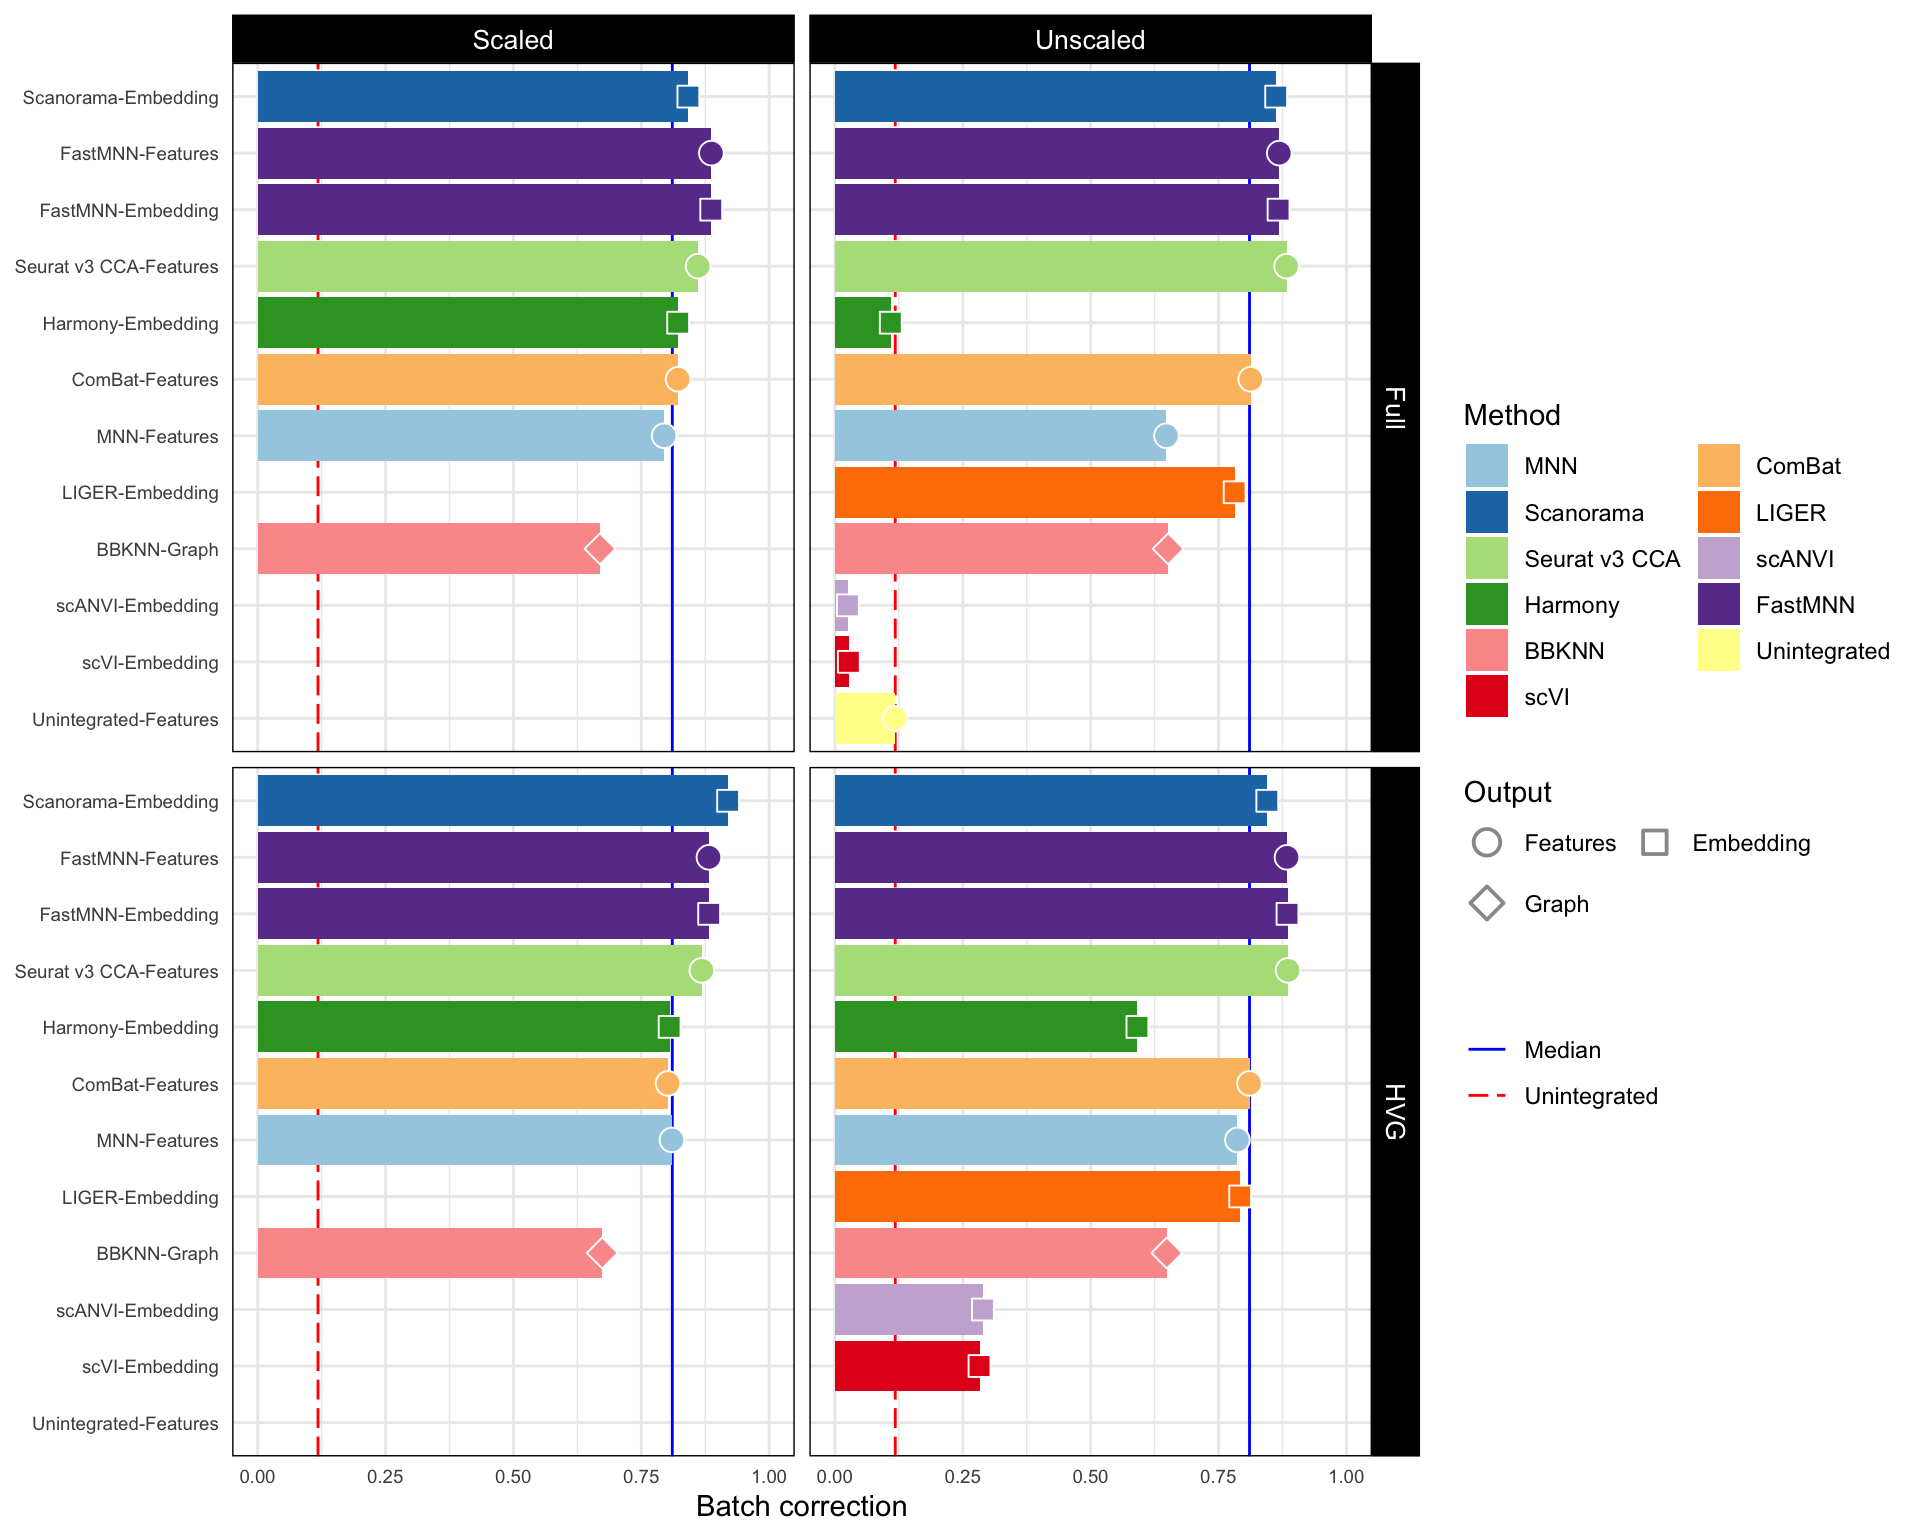 Scaled
Unscaled
Scanorama-Embedding
FastMNN-Features
FastMNN-Embedding
Seurat v3 CCA-Features
Harmony-Embedding
ComBat-Features
MNN-Features
LIGER-Embedding
BBKNN-Graph
scANVI-Embedding
scVI-Embedding
Unintegrated-Features
Full
Scanorama-Embedding
FastMNN-Features
FastMNN-Embedding
Seurat v3 CCA-Features
Harmony-Embedding
ComBat-Features
MNN-Features
LIGER-Embedding
BBKNN-Graph
scANVI-Embedding
scVI-Embedding
Unintegrated-Features
HVG
0.00 0.25 0.50 0.75 1.00
0.00 0.25 0.50 0.75 1.00
Batch correction
Method
MNN
Scanorama
Seurat v3 CCA
Harmony
BBKNN
scVI
ComBat
LIGER
scANVI
FastMNN
Unintegrated
Output
Features
Embedding
Graph
Median
Unintegrated